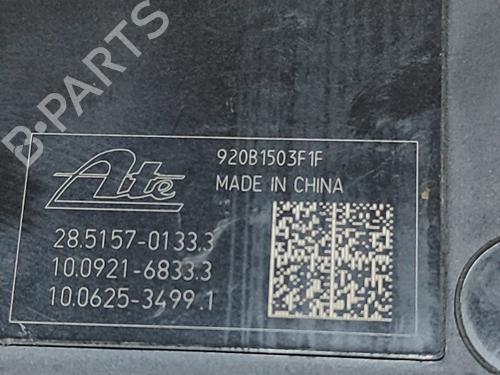 B-PARTS
Ate
920B1503F1F
MADE IN CHINA
28.5157-0133.3
10.0921-6833.3
10.0625-3499.1